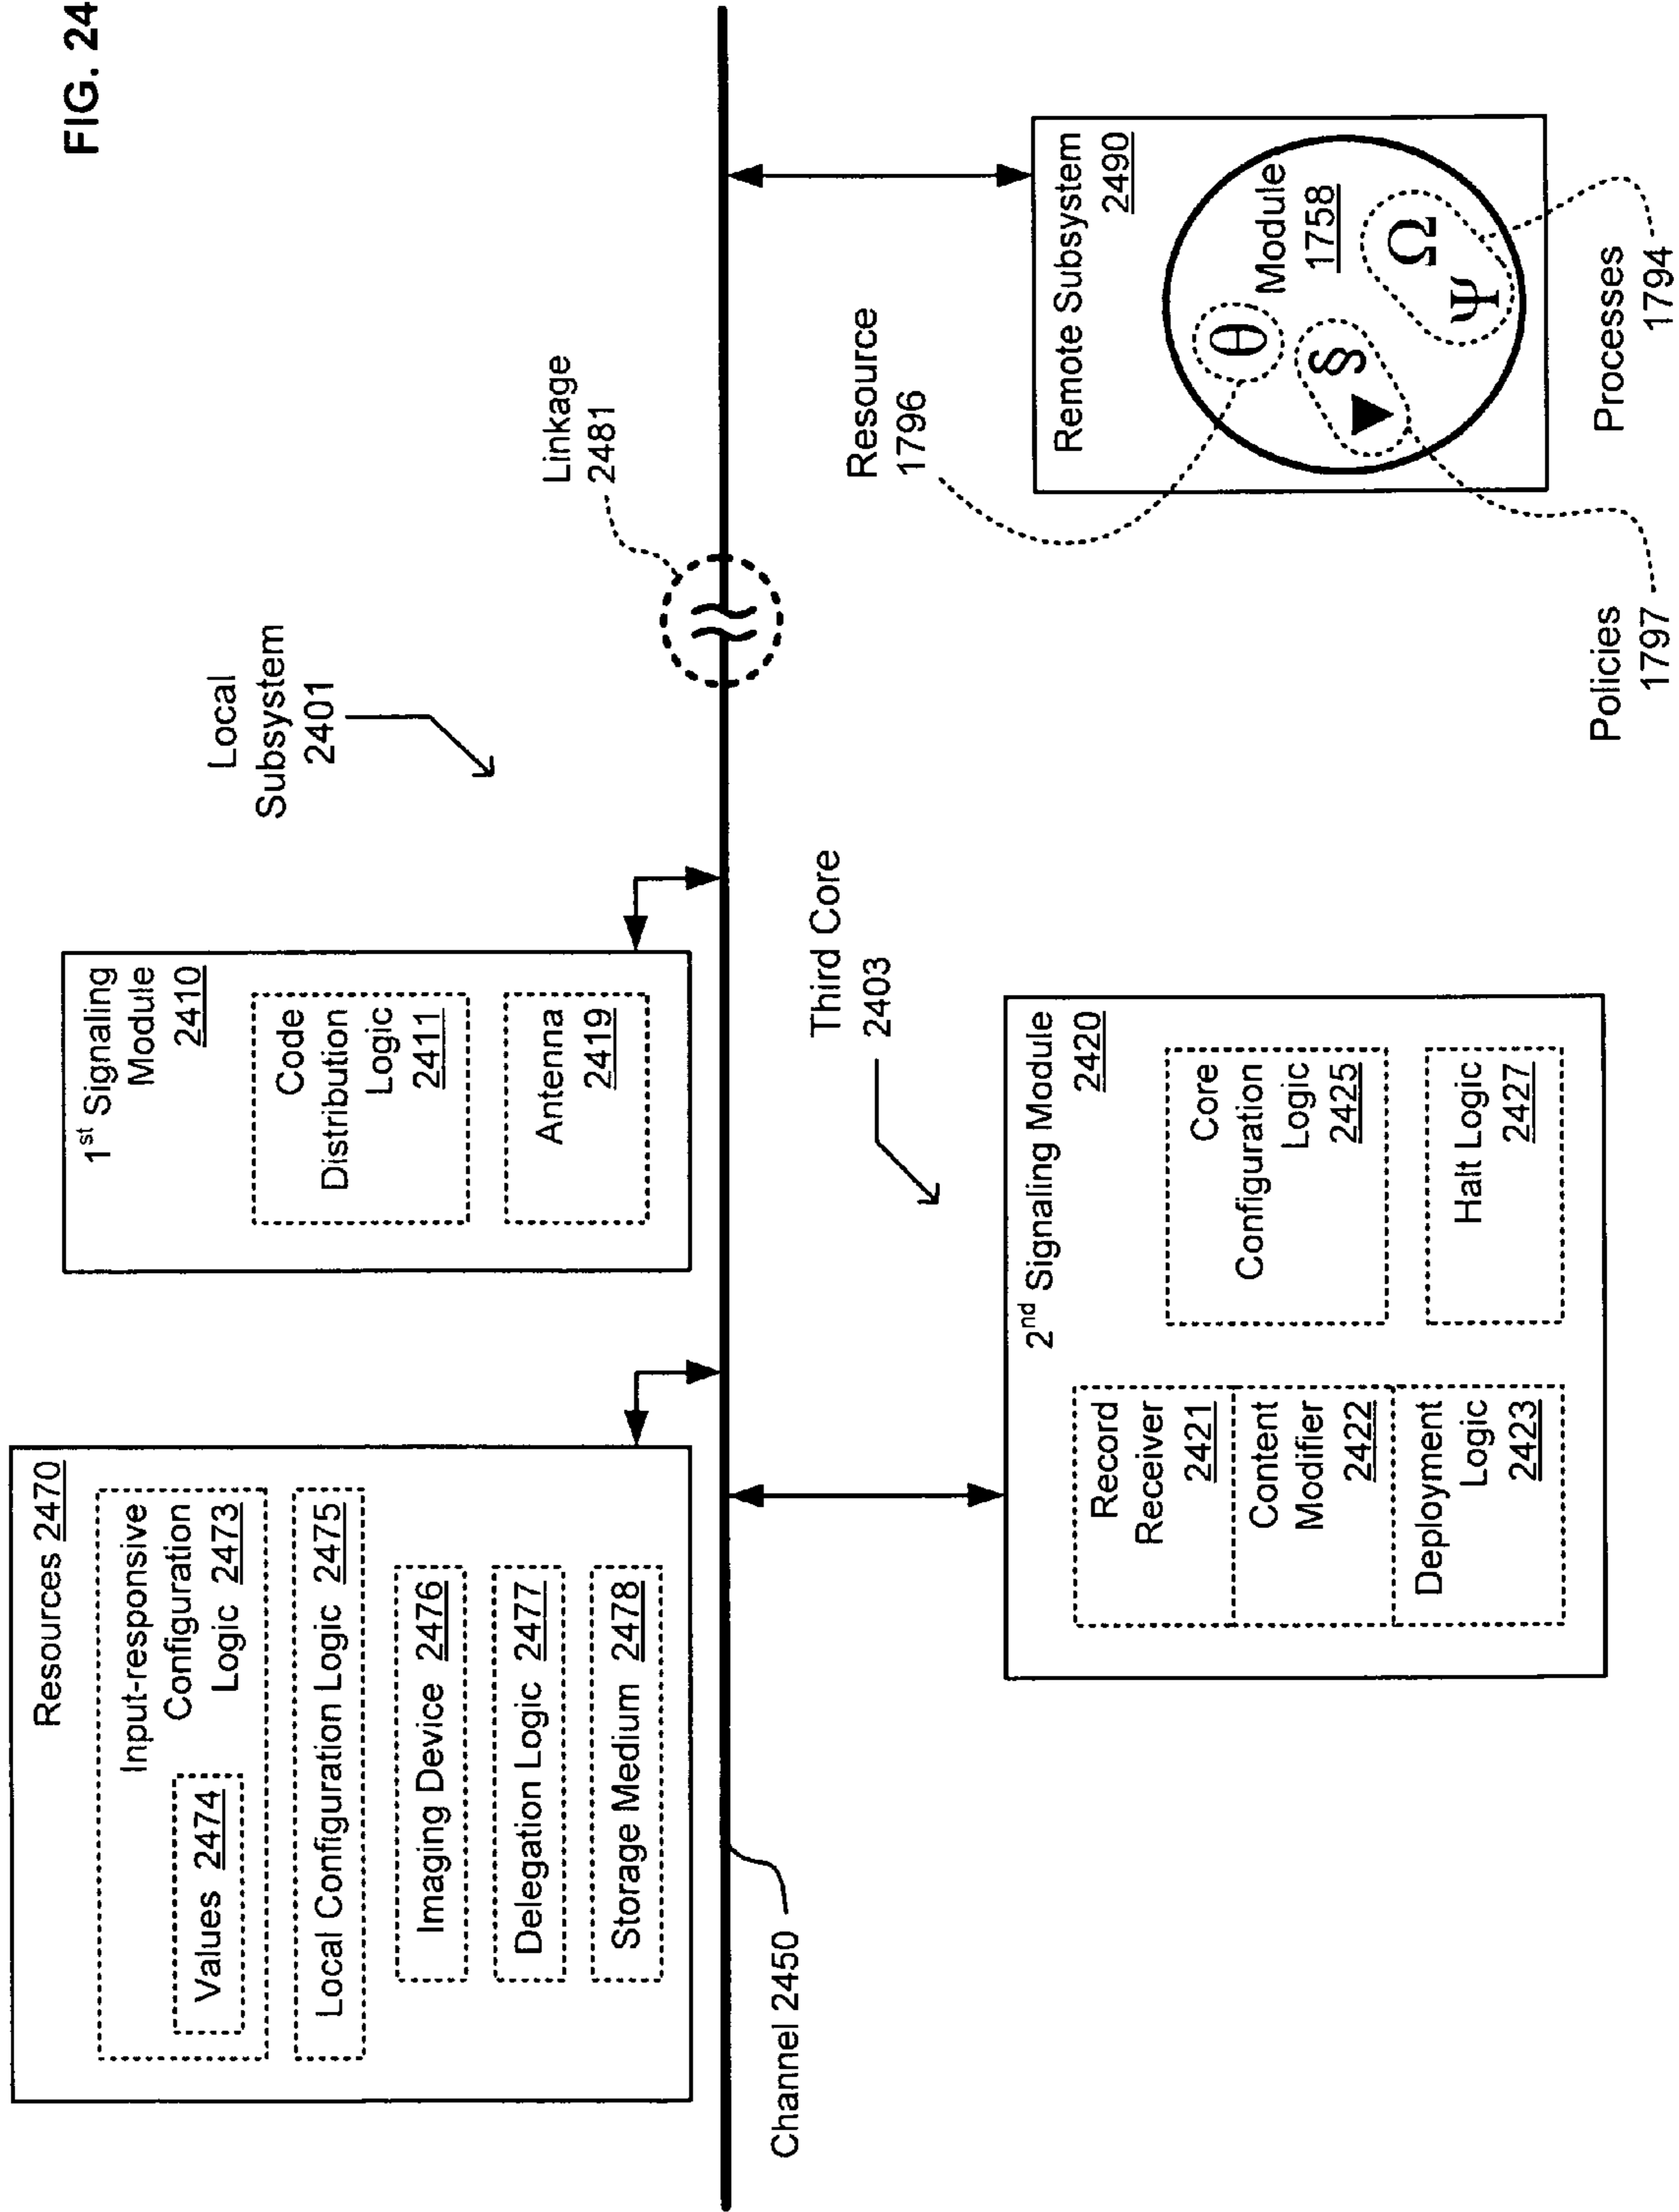 FIG. 24
Resources 2470
Input-responsive
Configuration
Logic 2473
Values 2474
Local Configuration Logic 2475
Imaging Device 2476
Delegation Logic 2477
Storage Medium 2478
1st Signaling
Module
2410
Code
Distribution
Logic
2411
Antenna
2419
Local
Subsystem
2401
Linkage
2481
Channel 2450
2nd Signaling Module
2420
Record
Receiver
2421
Content
Modifier
2422
Deployment
Logic
2423
Core
Configuration
Logic
2425
Halt Logic
2427
Third Core
2403
Resource
1796
Remote Subsystem
2490
Module
1758
θ
§
Ω
Ψ
Policies
1797
Processes
1794